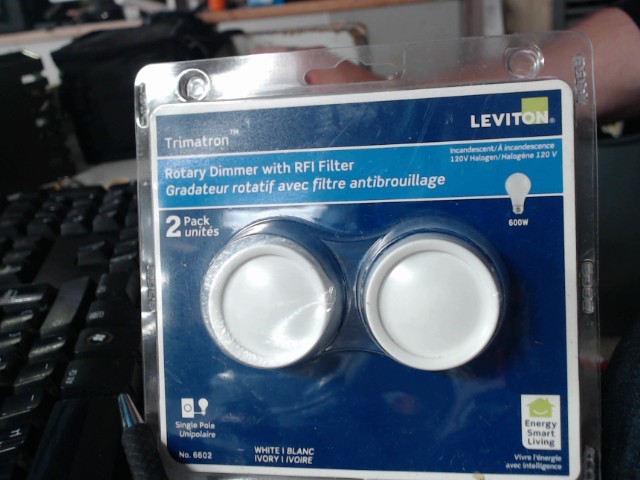 LEVITON®
Trimatron™
Incandescent/À incandescence
120V Halogen/Halogène 120 V
Rotary Dimmer with RFI Filter
Gradateur rotatif avec filtre antibrouillage
600W
2 Pack
unités
Single Pole
Unipolaire
No. 6602
WHITE | BLANC
IVORY | IVOIRE
Energy
Smart
Living
Vivre l'énergie
avec intelligence